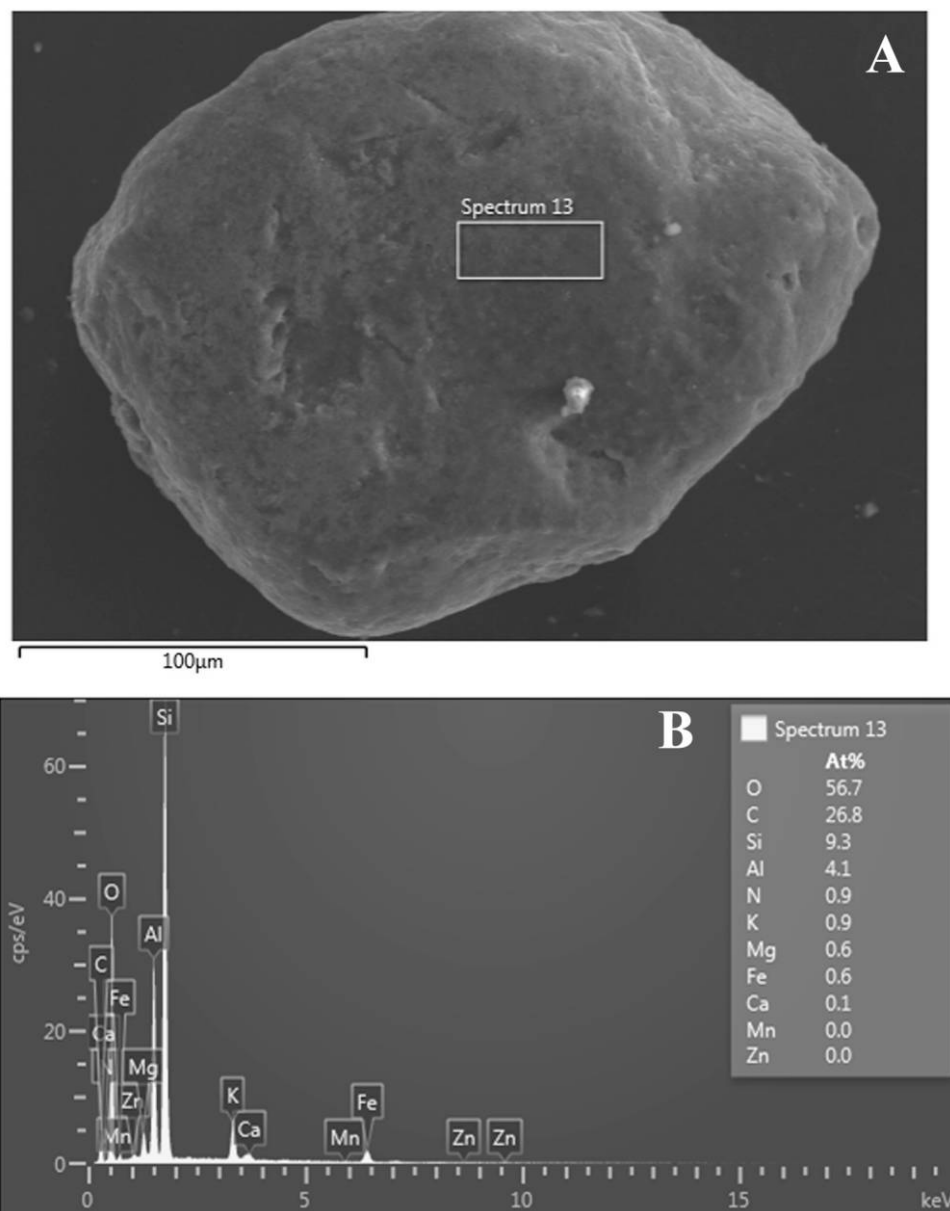 A
Spectrum 13
100μm
B
Si
60
40
20
0
cps/eV
O
C
Al
Fe
Ca
N
Mg
Zn
Mn
K
Ca
Mn
Fe
Zn
Zn
0
5
10
15
keV
Spectrum 13
At%
O 56.7
C 26.8
Si 9.3
Al 4.1
N 0.9
K 0.9
Mg 0.6
Fe 0.6
Ca 0.1
Mn 0.0
Zn 0.0